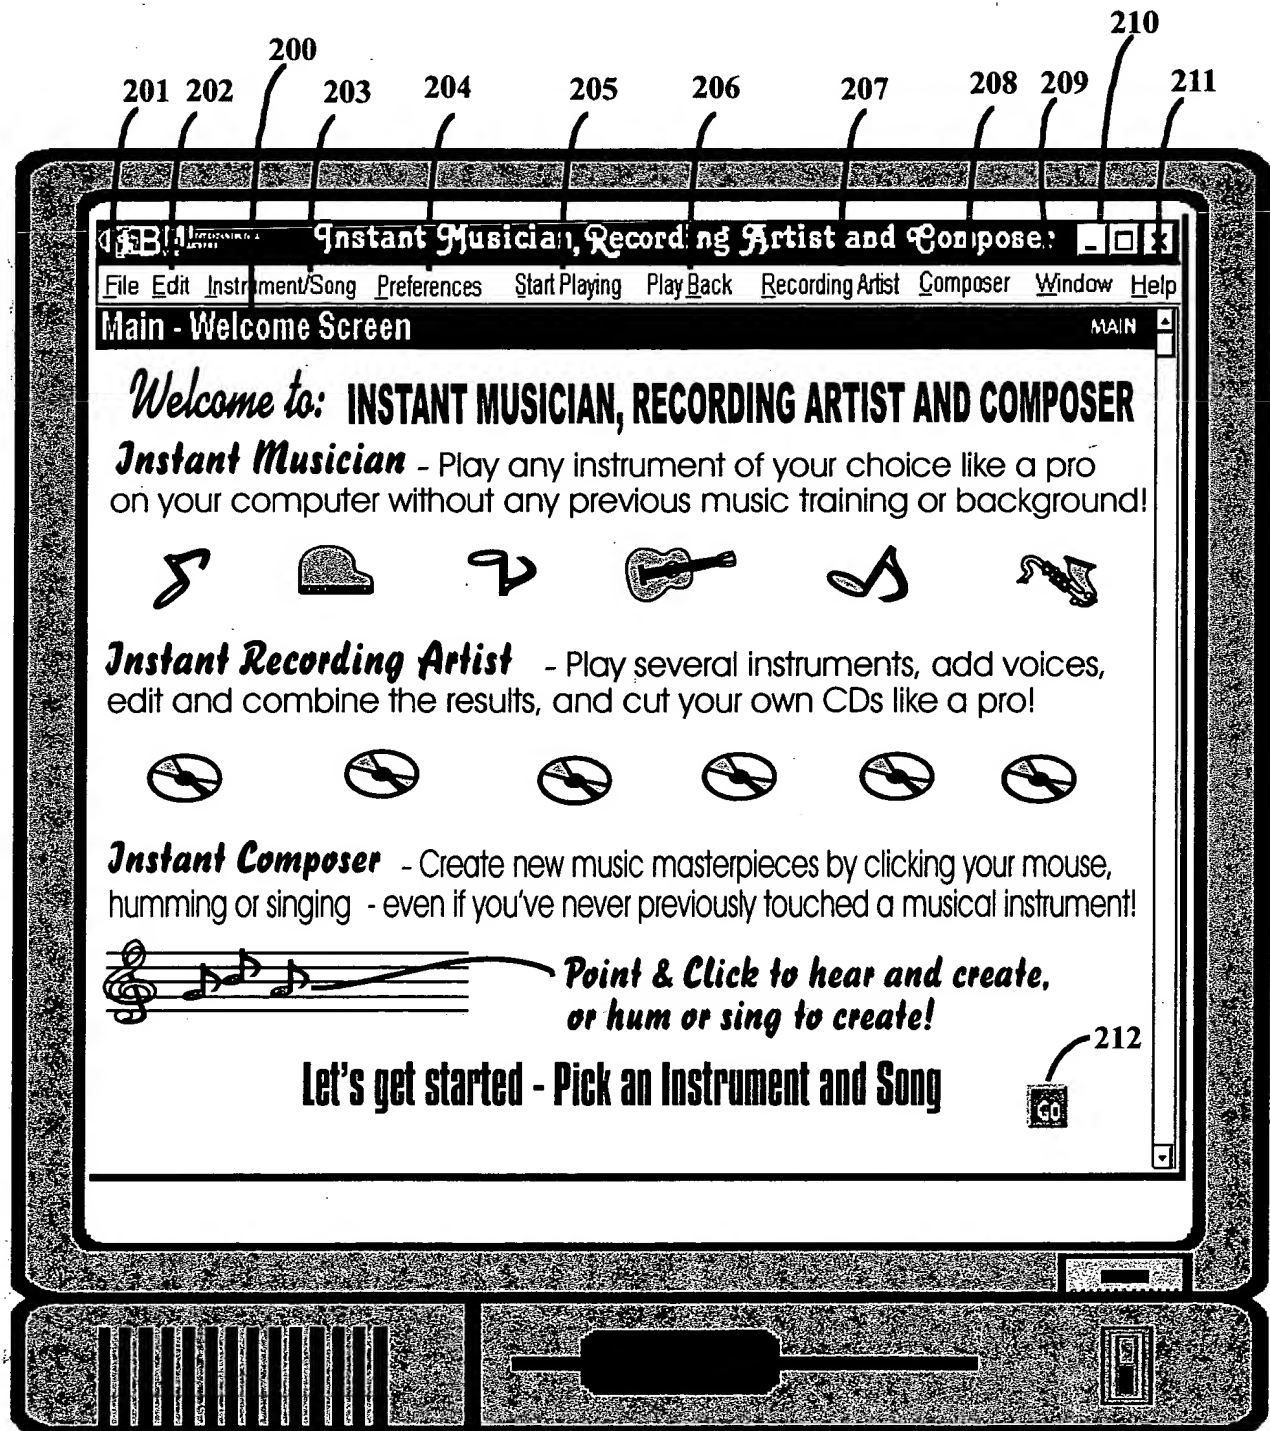 210
200
201 202 203 204 205 206 207 208 209 211
Instant Musician, Recording Artist and Composer
File Edit Instrument/Song Preferences Start Playing Play Back Recording Artist Composer Window Help
Main - Welcome Screen MAIN
Welcome to: INSTANT MUSICIAN, RECORDING ARTIST AND COMPOSER
Instant Musician - Play any instrument of your choice like a pro
on your computer without any previous music training or background!
Instant Recording Artist - Play several instruments, add voices,
edit and combine the results, and cut your own CDs like a pro!
Instant Composer - Create new music masterpieces by clicking your mouse,
humming or singing - even if you've never previously touched a musical instrument!
Point & Click to hear and create,
or hum or sing to create!
212
Let's get started - Pick an Instrument and Song GO